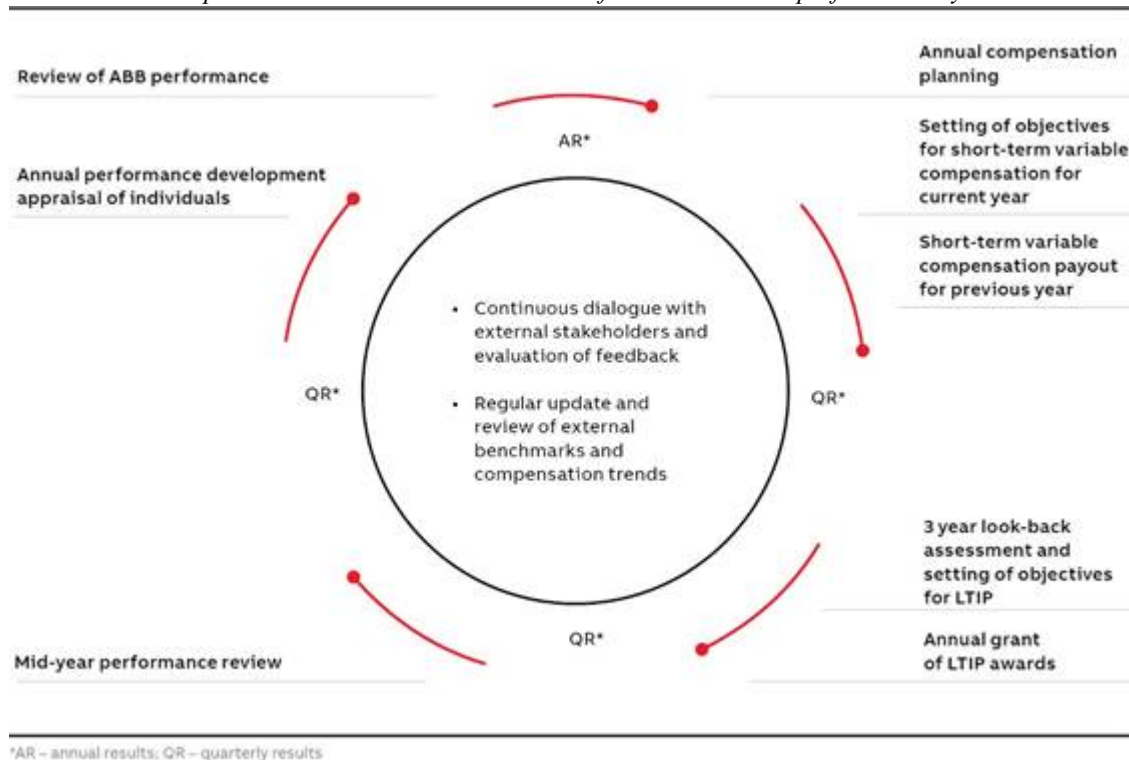 Review of ABB performance
Annual performance development
appraisal of individuals
AR*
Annual compensation
planning
Setting of objectives
for short-term variable
compensation for
current year
Short-term variable
compensation payout
for previous year
• Continuous dialogue with
external stakeholders and
evaluation of feedback
• Regular update and
review of external
benchmarks and
compensation trends
QR*
QR*
3 year look-back
assessment and
setting of objectives
for LTIP
QR*
Annual grant
of LTIP awards
Mid-year performance review
*AR – annual results; QR – quarterly results